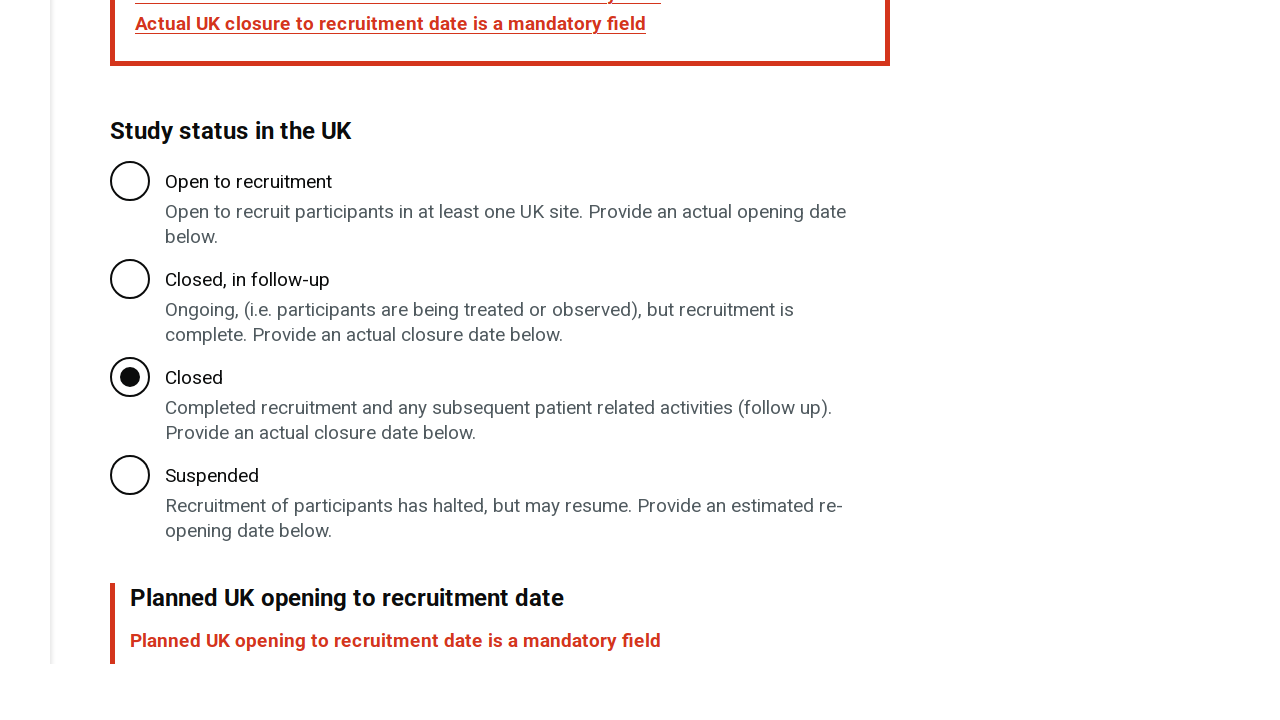 Actual UK closure to recruitment date is a mandatory field
Study status in the UK
Open to recruitment
Open to recruit participants in at least one UK site. Provide an actual opening date
below.
Closed, in follow-up
Ongoing, (i.e. participants are being treated or observed), but recruitment is
complete. Provide an actual closure date below.
Closed
Completed recruitment and any subsequent patient related activities (follow up).
Provide an actual closure date below.
Suspended
Recruitment of participants has halted, but may resume. Provide an estimated re-
opening date below.
Planned UK opening to recruitment date
Planned UK opening to recruitment date is a mandatory field